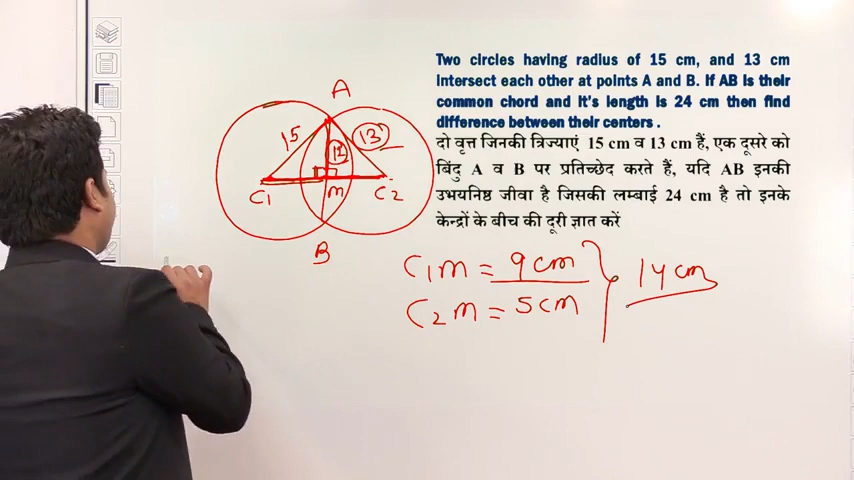 Two circles having radius of 15 cm, and 13 cm
Intersect each other at points A and B. If AB is their
common chord and it's length is 24 cm then find
difference between their centers .
दो वृत्त जिनकी त्रिज्याएं 15 cm व 13 cm हैं, एक दूसरे को
बिंदु A व B पर प्रतिच्छेद करते हैं, यदि AB इनकी
उभयनिष्ठ जीवा है जिसकी लम्बाई 24 cm है तो इनके
केन्द्रों के बीच की दूरी ज्ञात करें
A
15
13
12
C1
M
C2
B
C1M = 9cm
C2M = 5cm
14cm